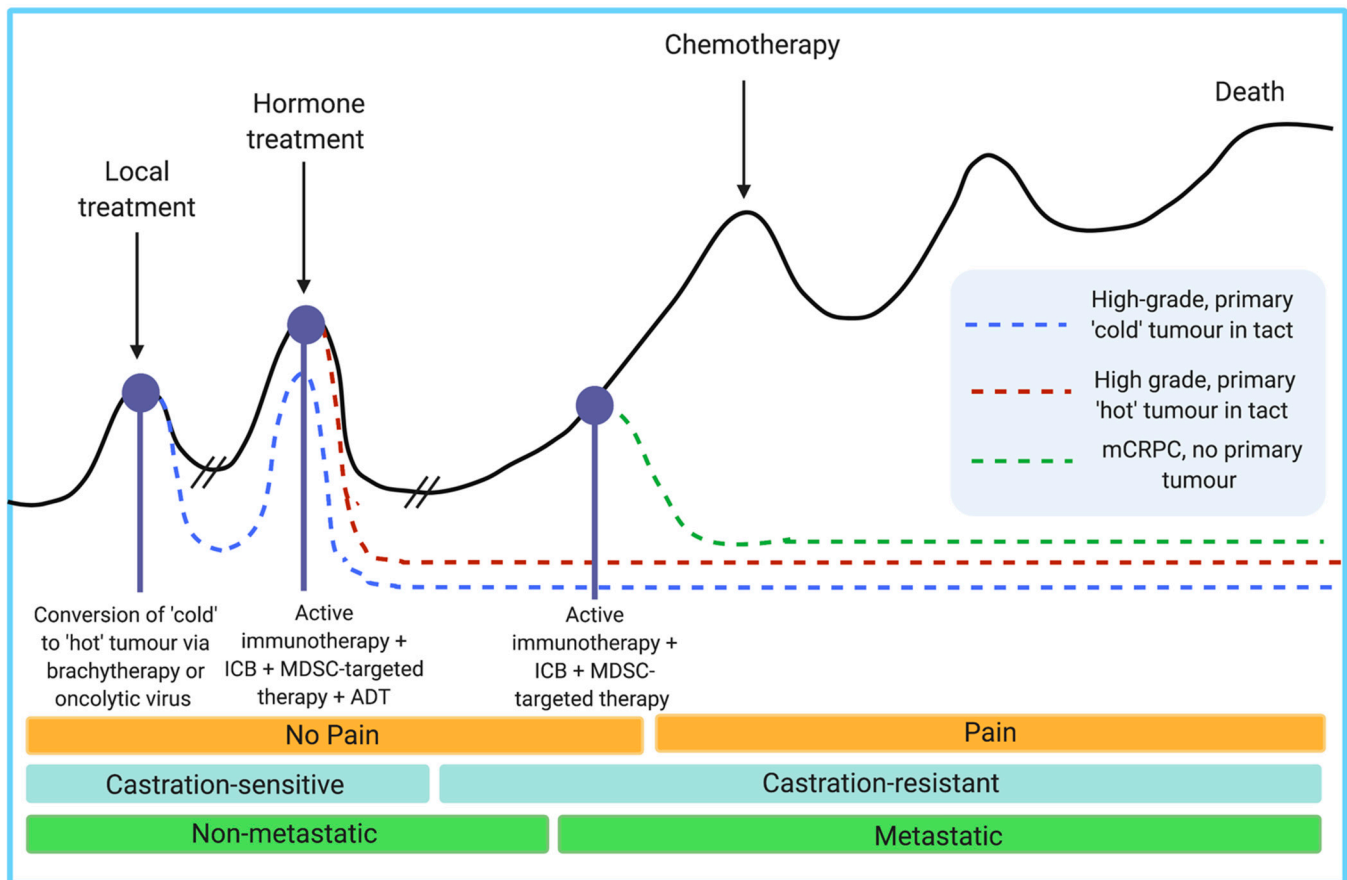 Chemotherapy
Death
Hormone
treatment
Local
treatment
High-grade, primary
'cold' tumour in tact
High grade, primary
'hot' tumour in tact
mCRPC, no primary
tumour
Conversion of 'cold'
to 'hot' tumour via
brachytherapy or
oncolytic virus
Active
immunotherapy +
ICB + MDSC-targeted
therapy + ADT
Active
immunotherapy +
ICB + MDSC-
targeted therapy
No Pain
Pain
Castration-sensitive
Castration-resistant
Non-metastatic
Metastatic